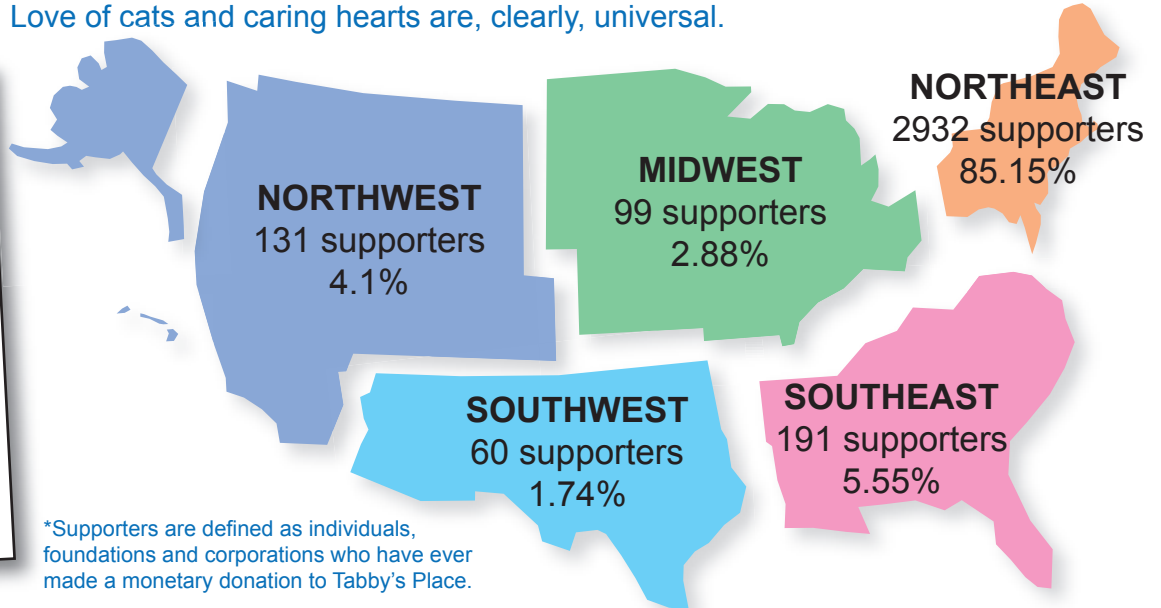 Love of cats and caring hearts are, clearly, universal.
NORTHEAST
2932 supporters
85.15%
MIDWEST
99 supporters
2.88%
NORTHWEST
131 supporters
4.1%
SOUTHWEST
60 supporters
1.74%
SOUTHEAST
191 supporters
5.55%
*Supporters are defined as individuals,
foundations and corporations who have ever
made a monetary donation to Tabby's Place.